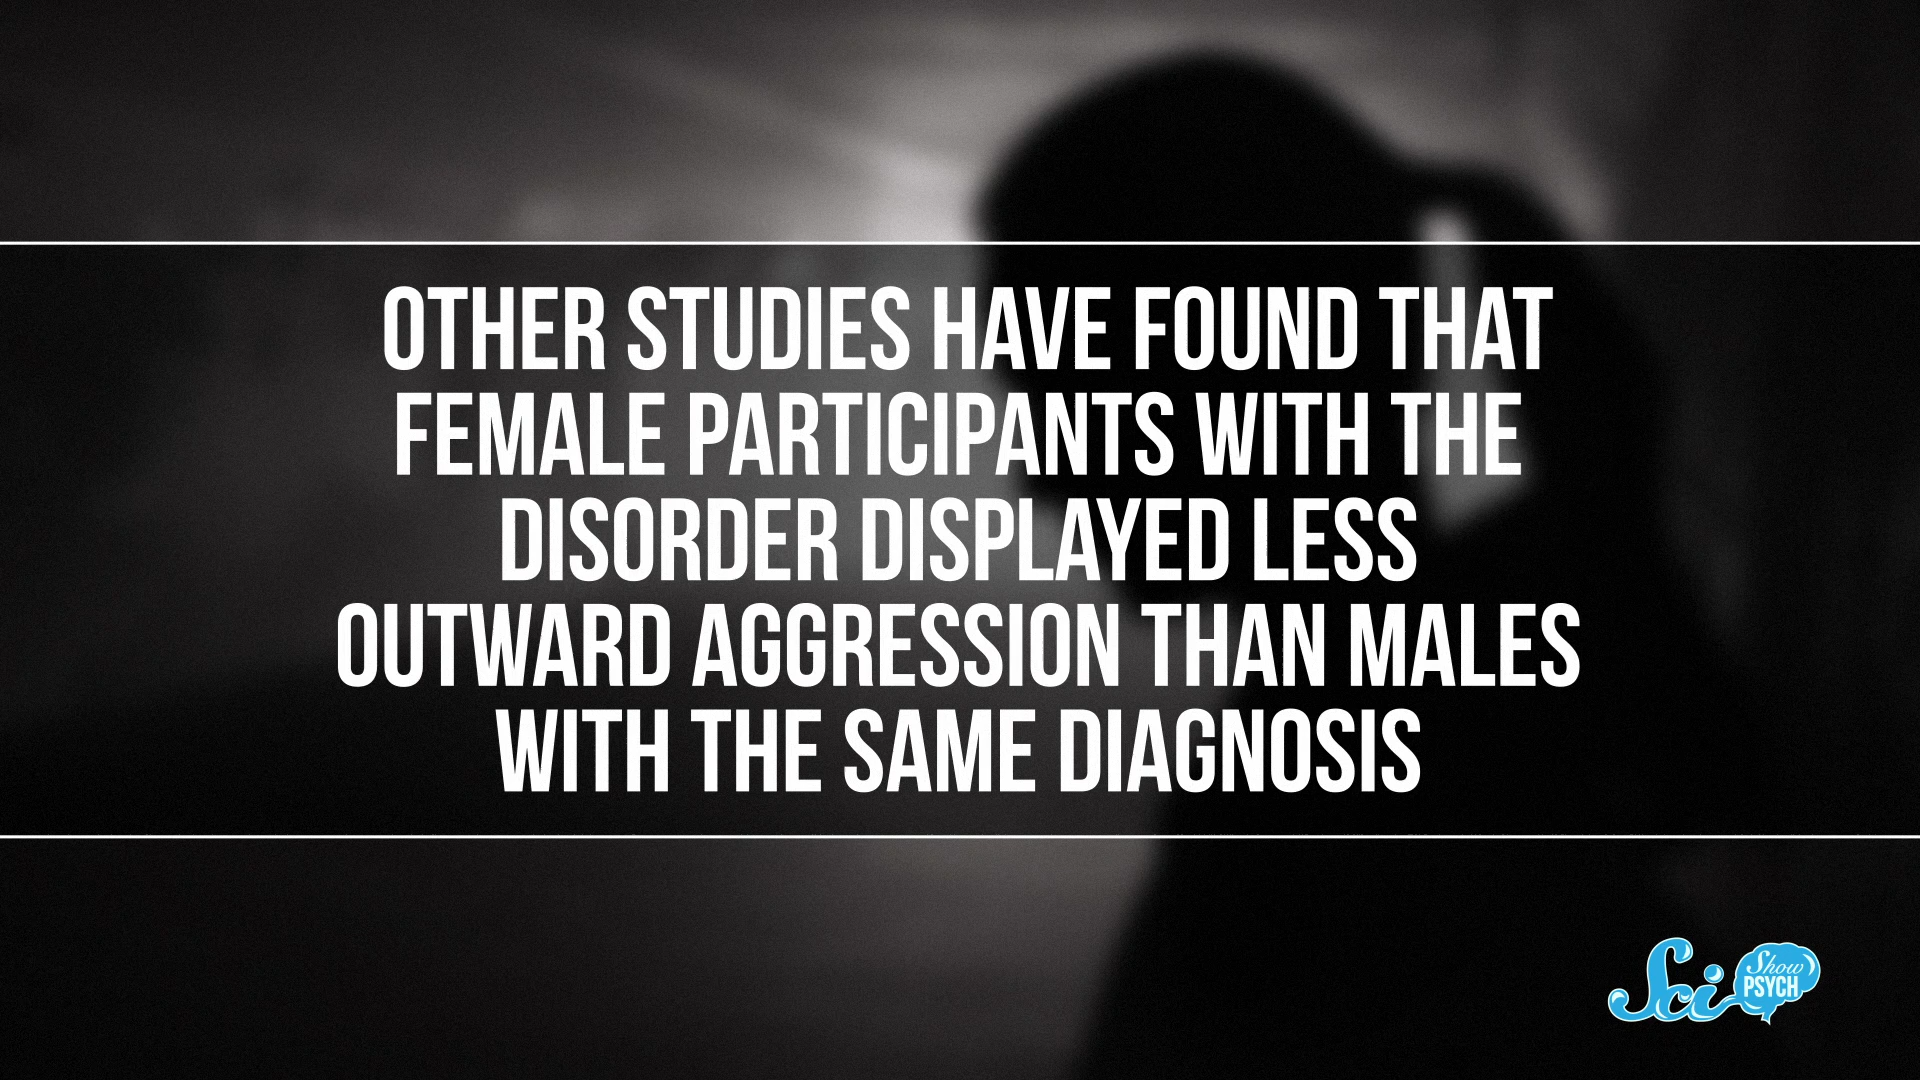 OTHER STUDIES HAVE FOUND THAT
FEMALE PARTICIPANTS WITH THE
DISORDER DISPLAYED LESS
OUTWARD AGGRESSION THAN MALES
WITH THE SAME DIAGNOSIS
Sci Show
PSYCH